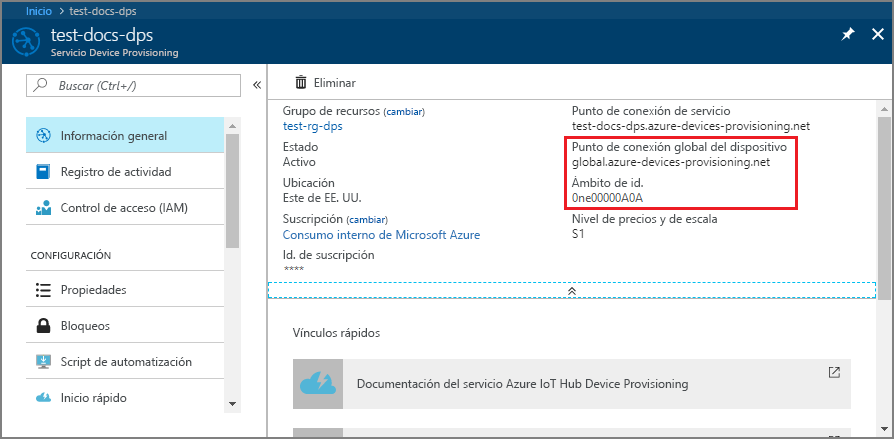 Inicio > test-docs-dps
test-docs-dps
Servicio Device Provisioning
Buscar (Ctrl+/)
Información general
Registro de actividad
Control de acceso (IAM)
CONFIGURACIÓN
Propiedades
Bloqueos
Script de automatización
Inicio rápido
Eliminar
Grupo de recursos (cambiar)
test-rg-dps
Estado
Activo
Ubicación
Este de EE. UU.
Suscripción (cambiar)
Consumo interno de Microsoft Azure
Id. de suscripción
****
Punto de conexión de servicio
test-docs-dps.azure-devices-provisioning.net
Punto de conexión global del dispositivo
global.azure-devices-provisioning.net
Ámbito de id.
0ne00000A0A
Nivel de precios y de escala
S1
Vínculos rápidos
Documentación del servicio Azure IoT Hub Device Provisioning